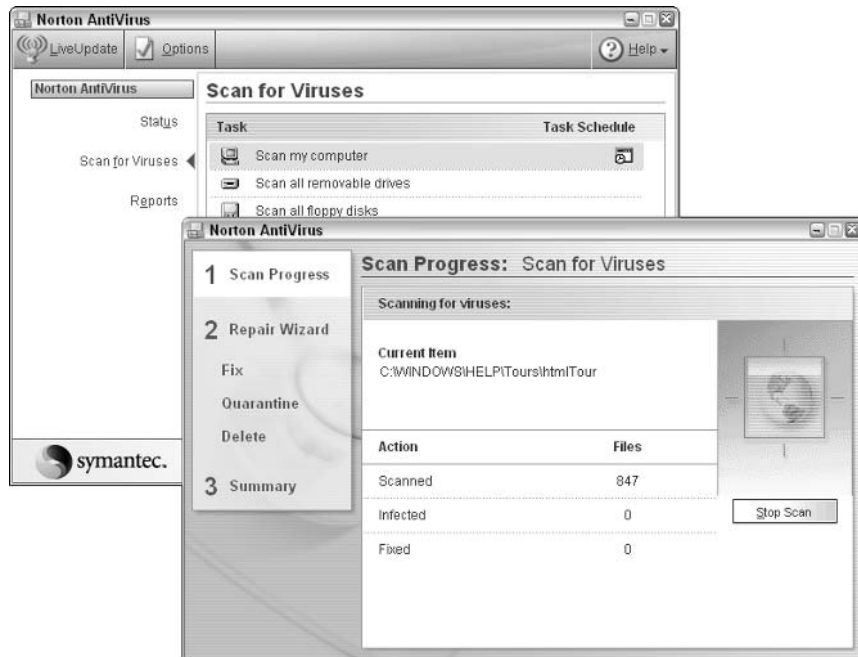 Norton AntiVirus
LiveUpdate Options Help
Norton AntiVirus
Status
Scan for Viruses
Reports
Scan for Viruses
Task Task Schedule
Scan my computer
Scan all removable drives
Scan all floppy disks
symantec.
Norton AntiVirus
1 Scan Progress
2 Repair Wizard
Fix
Quarantine
Delete
3 Summary
Scan Progress: Scan for Viruses
Scanning for viruses:
Current Item
C:\WINDOWS\HELP\Tours\htmlTour
Action Files
Scanned 847
Infected 0
Fixed 0
Stop Scan